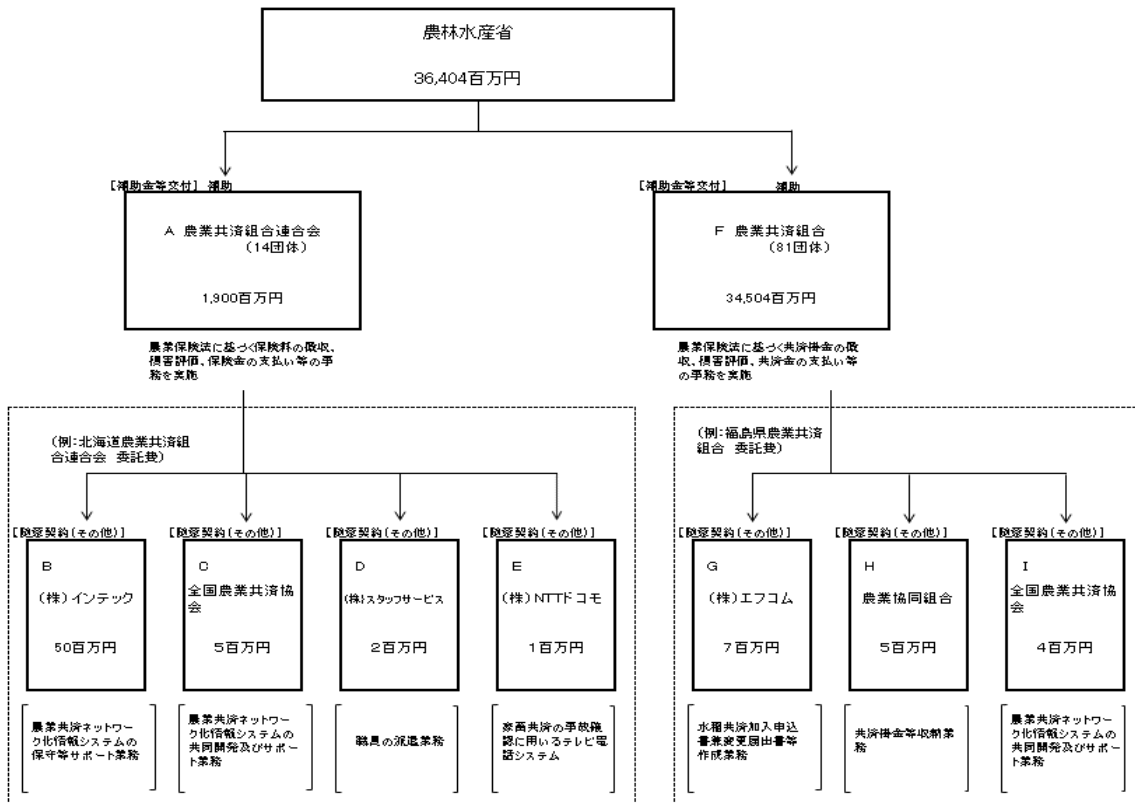 農林水産省
36,404百万円
[補助金等交付] 補助
A 農業共済組合連合会
(14団体)
1,900百万円
農業保険法に基づく保険料の徴収、
損害評価、保険金の支払い等の事
務を実施
[補助金等交付] 補助
F 農業共済組合
(81団体)
34,504百万円
農業保険法に基づく共済掛金の徴
収、損害評価、共済金の支払い等
の事務を実施
(例:北海道農業共済組
合連合会 委託費)
[随意契約(その他)]
B
(株)インテック
50百万円
農業共済ネットワー
ク化情報システムの
保守等サポート業務
[随意契約(その他)]
C
全国農業共済協
会
5百万円
農業共済ネットワー
ク化情報システムの
共同開発及びサポー
ト業務
[随意契約(その他)]
D
(株)スタッフサービス
2百万円
職員の派遣業務
[随意契約(その他)]
E
(株)NTTドコモ
1百万円
家畜共済の事故確
認に用いるテレビ電
話システム
(例:福島県農業共済
組合 委託費)
[随意契約(その他)]
G
(株)エフコム
7百万円
水稲共済加入申込
書兼変更届出書等
作成業務
[随意契約(その他)]
H
農業協同組合
5百万円
共済掛金等収納業
務
[随意契約(その他)]
I
全国農業共済協
会
4百万円
農業共済ネットワー
ク化情報システムの
共同開発及びサポー
ト業務